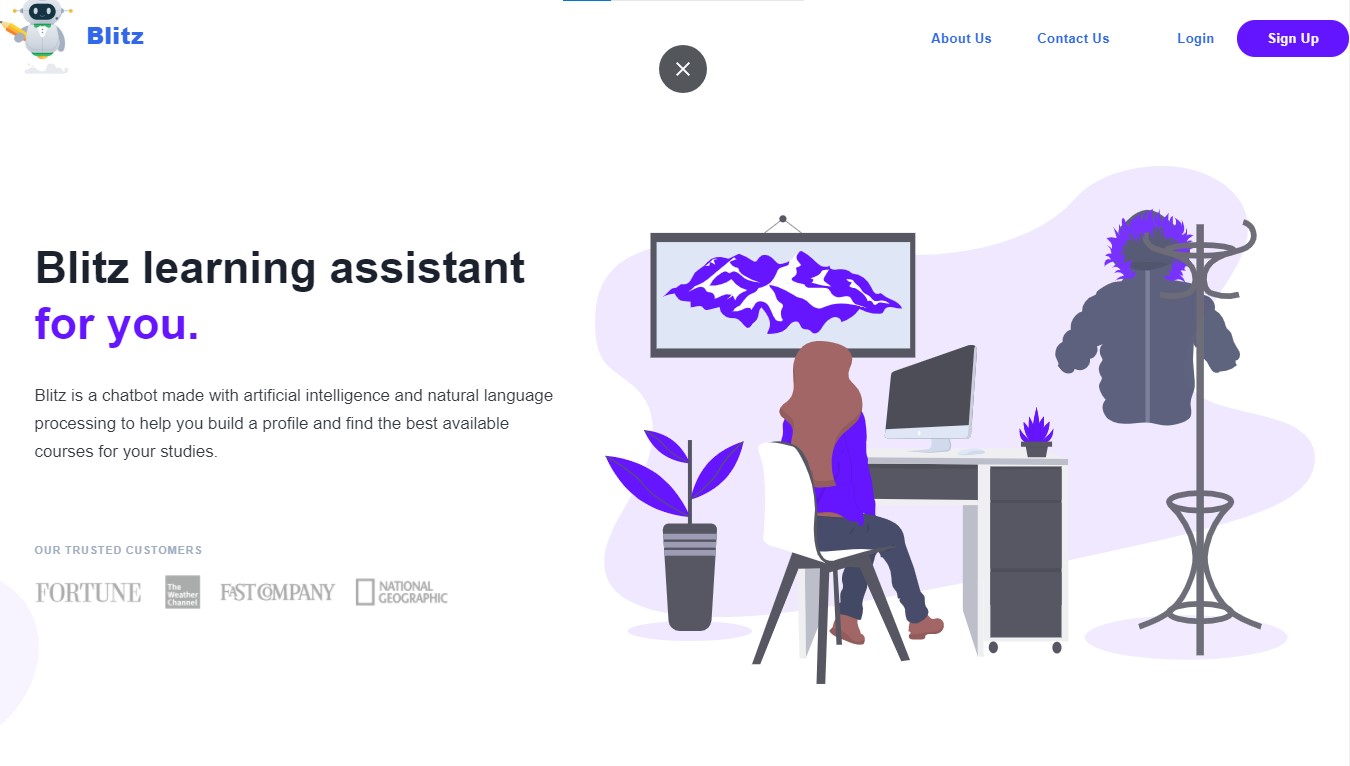 Blitz
About Us
Contact Us
Login
Sign Up
Blitz learning assistant
for you.
Blitz is a chatbot made with artificial intelligence and natural language
processing to help you build a profile and find the best available
courses for your studies.
OUR TRUSTED CUSTOMERS
FORTUNE
The
Weather
Channel
FAST COMPANY
NATIONAL
GEOGRAPHIC